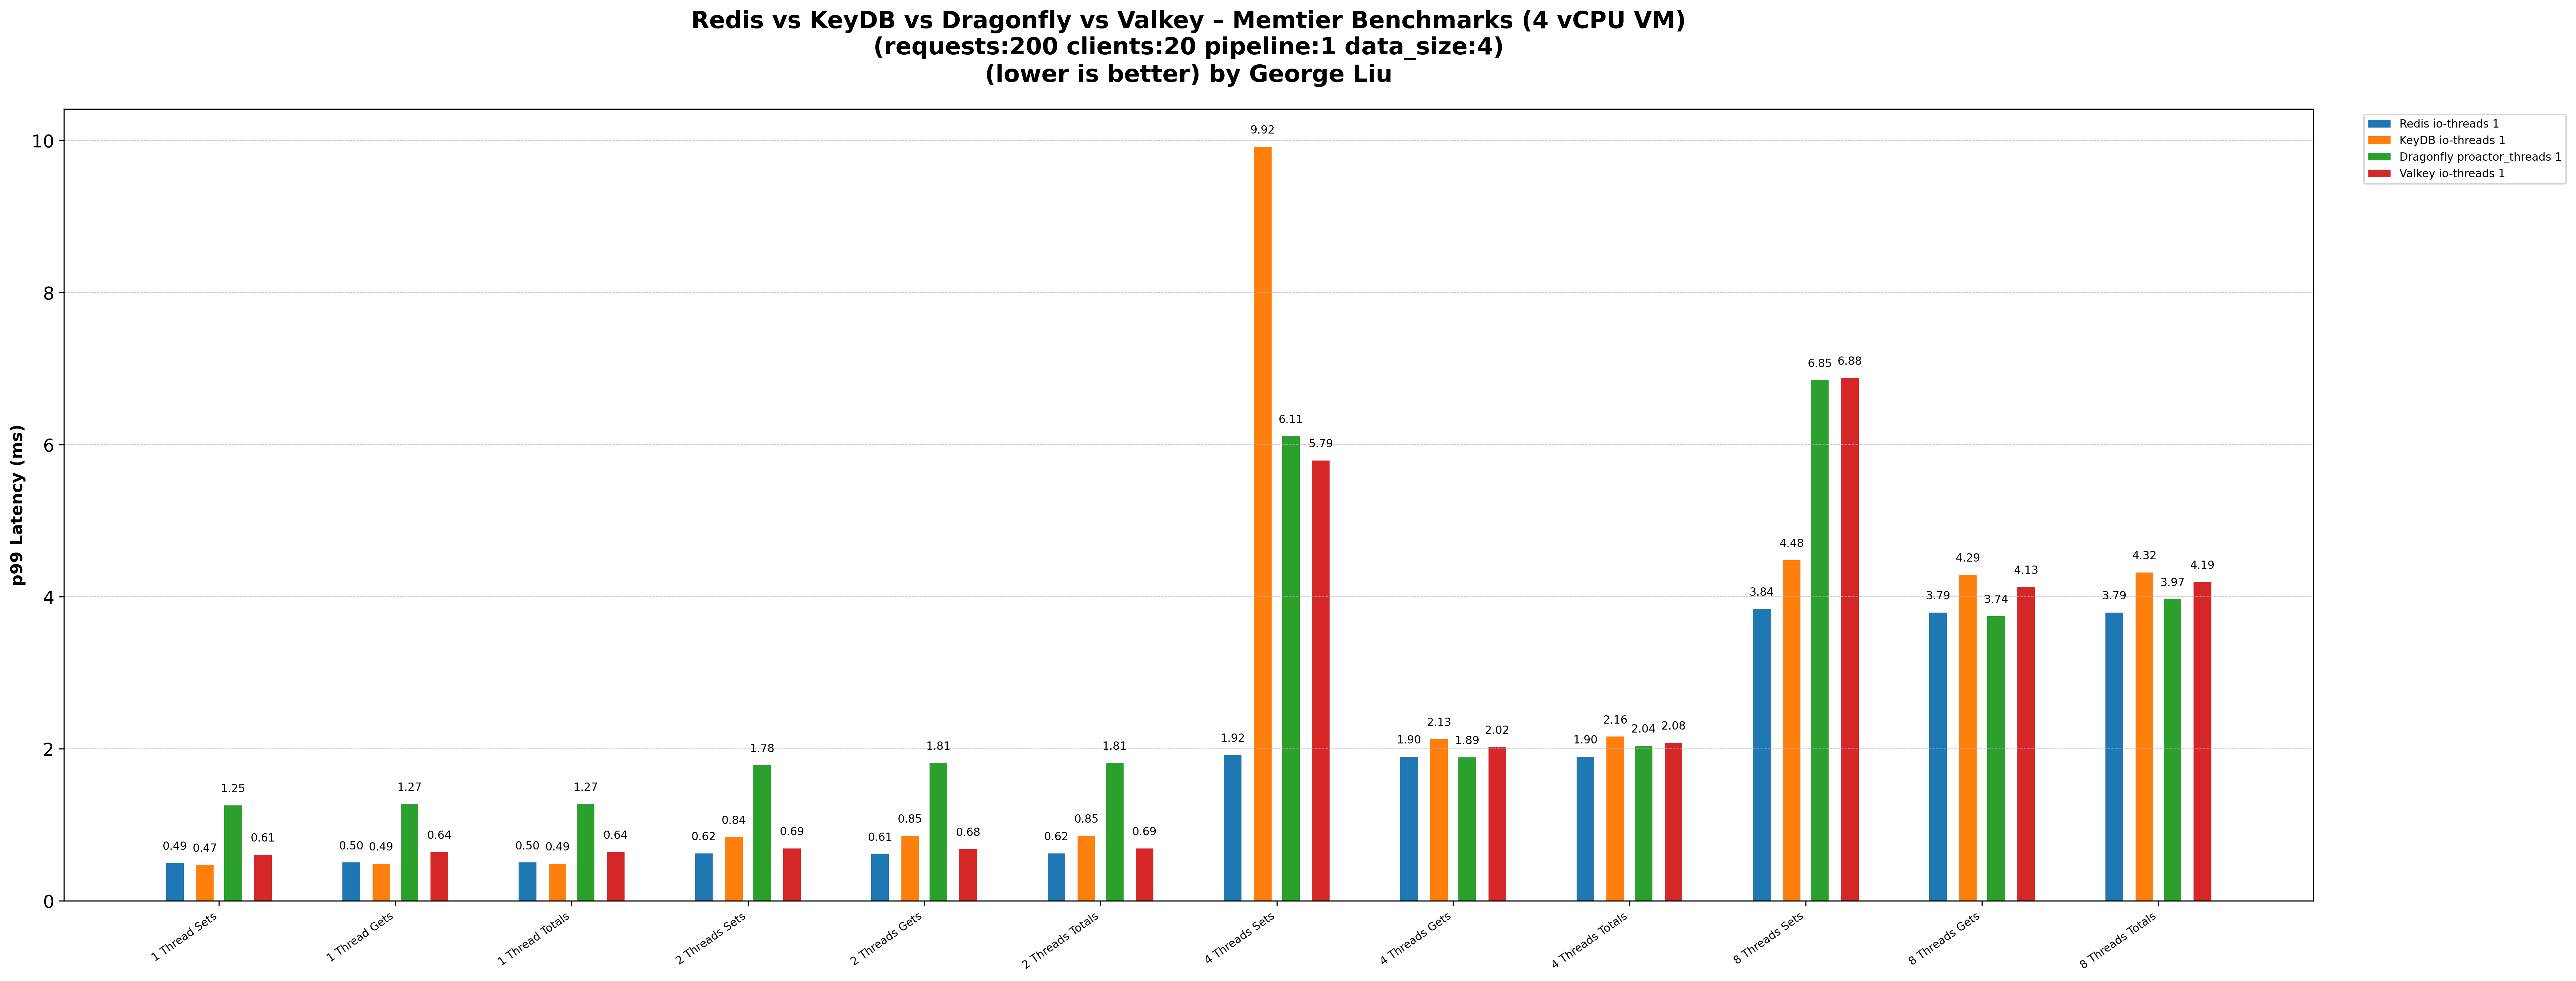 Redis vs KeyDB vs Dragonfly vs Valkey – Memtier Benchmarks (4 vCPU VM)
(requests:200 clients:20 pipeline:1 data_size:4)
(lower is better) by George Liu
p99 Latency (ms)
10
8
6
4
2
0
0.49 0.47 1.25 0.61
0.50 0.49 1.27 0.64
0.50 0.49 1.27 0.64
0.62 0.84 1.78 0.69
0.61 0.85 1.81 0.68
0.62 0.85 1.81 0.69
1.92 9.92 6.11 5.79
1.90 2.13 1.89 2.02
1.90 2.16 2.04 2.08
3.84 4.48 6.85 6.88
3.79 4.29 3.74 4.13
3.79 4.32 3.97 4.19
1 Thread Sets
1 Thread Gets
1 Thread Totals
2 Threads Sets
2 Threads Gets
2 Threads Totals
4 Threads Sets
4 Threads Gets
4 Threads Totals
8 Threads Sets
8 Threads Gets
8 Threads Totals
Redis io-threads 1
KeyDB io-threads 1
Dragonfly proactor_threads 1
Valkey io-threads 1